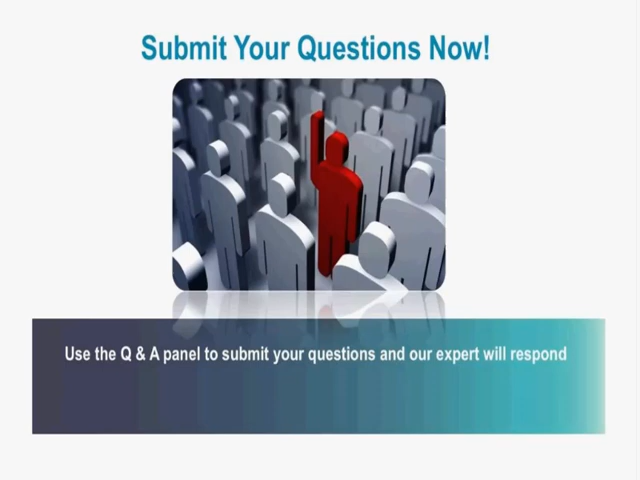 Submit Your Questions Now!
Use the Q & A panel to submit your questions and our expert will respond